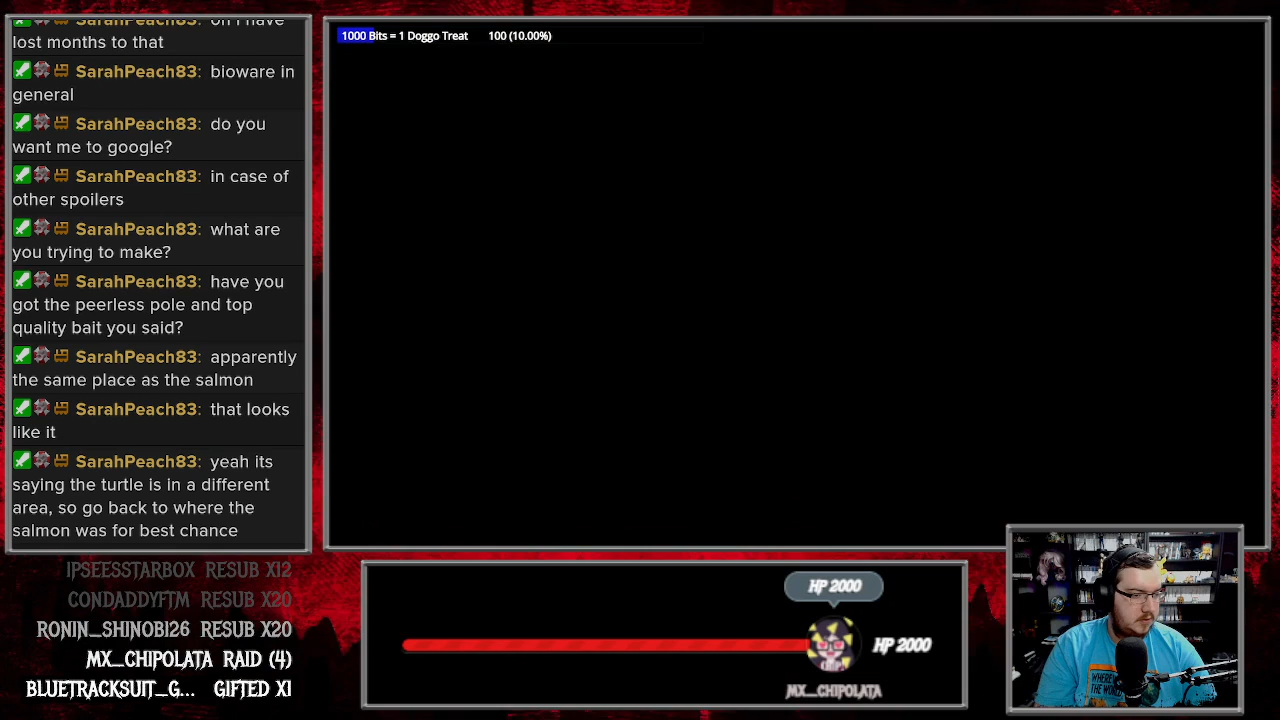 SarahPeach83: oh i have
lost months to that
SarahPeach83: bioware in
general
SarahPeach83: do you
want me to google?
SarahPeach83: in case of
other spoilers
SarahPeach83: what are
you trying to make?
SarahPeach83: have you
got the peerless pole and top
quality bait you said?
SarahPeach83: apparently
the same place as the salmon
SarahPeach83: that looks
like it
SarahPeach83: yeah its
saying the turtle is in a different
area, so go back to where the
salmon was for best chance
IPSEESSTARBOX RESUB X12
CONDADDYFTM RESUB X20
RONIN_SHINOBI26 RESUB X20
MX_CHIPOLATA RAID (4)
BLUETRACKSUIT_G... GIFTED X1
1000 Bits = 1 Doggo Treat 100 (10.00%)
HP 2000
HP 2000
MX_CHIPOLATA